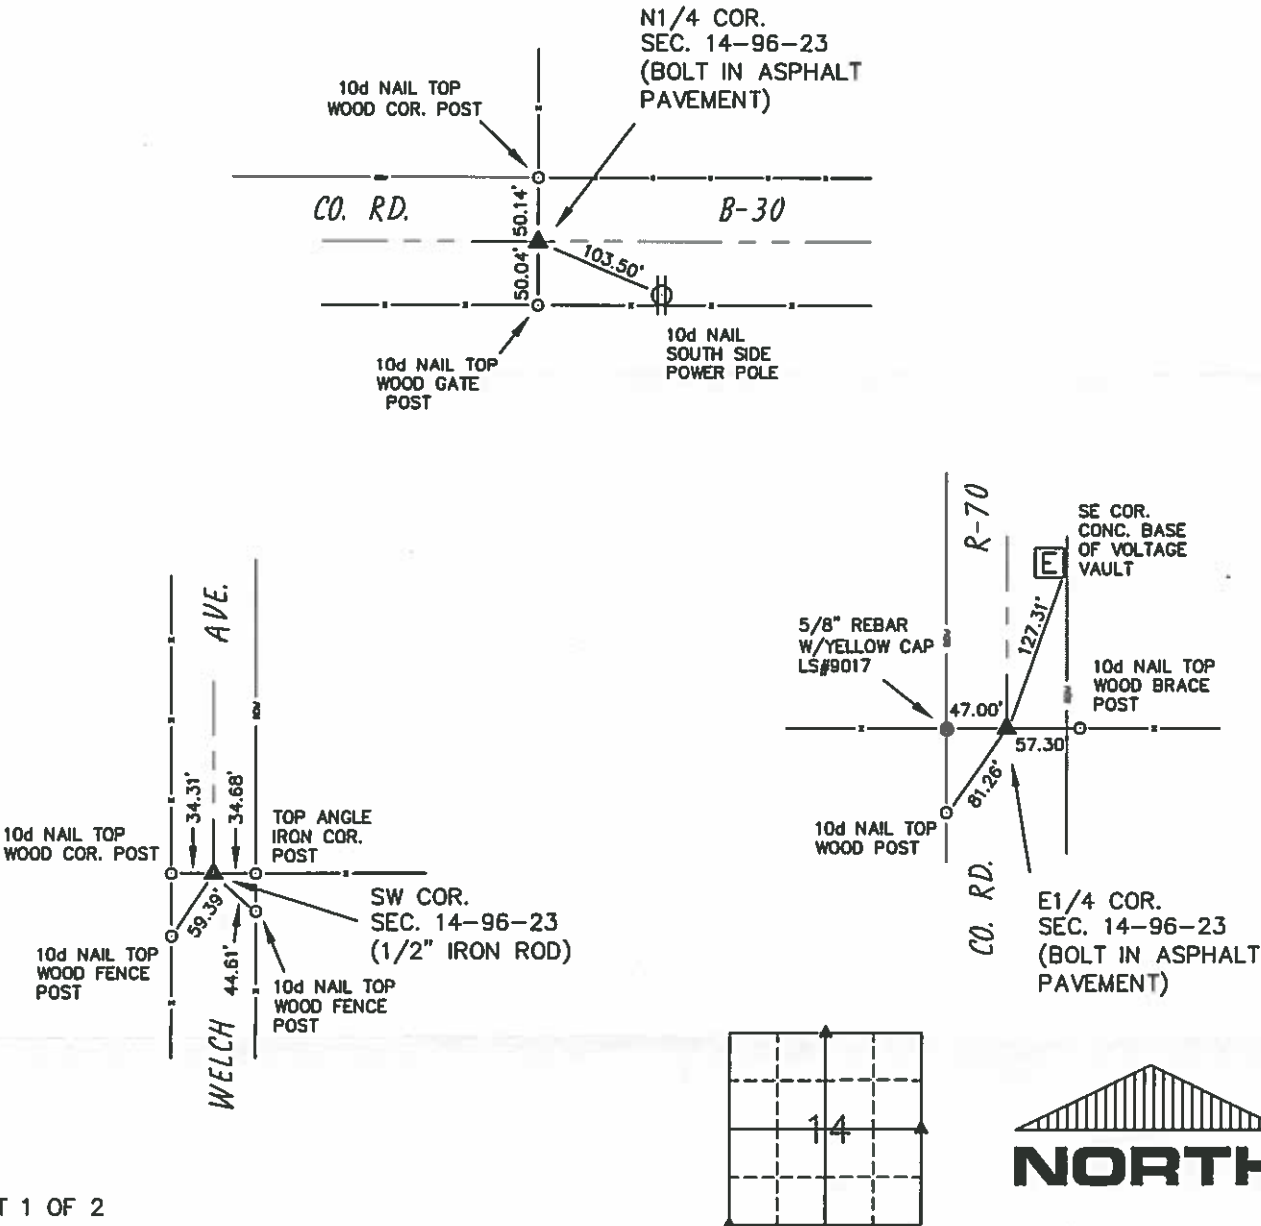 N1/4 COR.
SEC. 14-96-23
(BOLT IN ASPHALT
PAVEMENT)
10d NAIL TOP
WOOD COR. POST
CO. RD.
B-30
50.14'
50.04'
103.50'
10d NAIL TOP
WOOD GATE
POST
10d NAIL
SOUTH SIDE
POWER POLE
AVE.
34.31'
34.68'
10d NAIL TOP
WOOD COR. POST
TOP ANGLE
IRON COR.
POST
SW COR.
SEC. 14-96-23
(1/2" IRON ROD)
59.39'
44.61'
10d NAIL TOP
WOOD FENCE
POST
10d NAIL TOP
WOOD FENCE
POST
WELCH
R-70
SE COR.
CONC. BASE
OF VOLTAGE
VAULT
E
127.31'
5/8" REBAR
W/YELLOW CAP
LS#9017
10d NAIL TOP
WOOD BRACE
POST
47.00'
57.30'
81.26'
10d NAIL TOP
WOOD POST
CO. RD.
E1/4 COR.
SEC. 14-96-23
(BOLT IN ASPHALT
PAVEMENT)
14
NORTH
T 1 OF 2